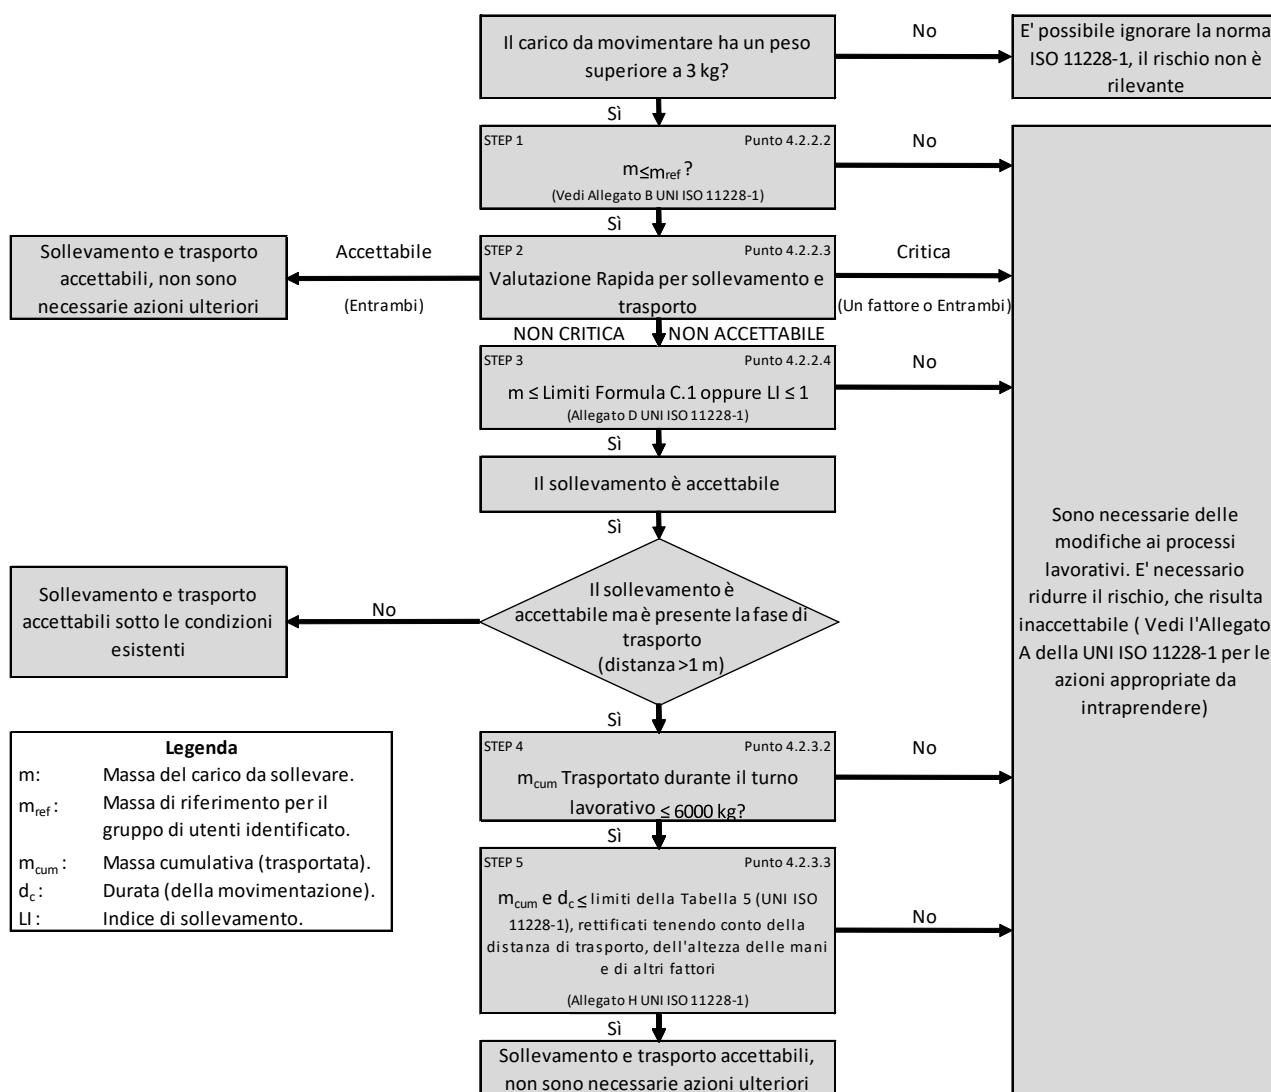 Il carico da movimentare ha un peso
superiore a 3 kg?
No
E' possibile ignorare la norma
ISO 11228-1, il rischio non è
rilevante
Sì
STEP 1
Punto 4.2.2.2
m≤mref ?
(Vedi Allegato B UNI ISO 11228-1)
No
Sì
STEP 2
Punto 4.2.2.3
Valutazione Rapida per sollevamento e
trasporto
Accettabile
(Entrambi)
Sollevamento e trasporto
accettabili, non sono
necessarie azioni ulteriori
Critica
(Un fattore o Entrambi)
NON CRITICA
NON ACCETTABILE
STEP 3
Punto 4.2.2.4
m ≤ Limiti Formula C.1 oppure LI ≤ 1
(Allegato D UNI ISO 11228-1)
No
Sì
Il sollevamento è accettabile
Sì
Il sollevamento è
accettabile ma è presente la fase di
trasporto
(distanza >1 m)
No
Sollevamento e trasporto
accettabili sotto le condizioni
esistenti
Sono necessarie delle
modifiche ai processi
lavorativi. E' necessario
ridurre il rischio, che risulta
inaccettabile ( Vedi l'Allegato
A della UNI ISO 11228-1 per le
azioni appropriate da
intraprendere)
Sì
STEP 4
Punto 4.2.3.2
mcum Trasportato durante il turno
lavorativo ≤ 6000 kg?
No
Sì
STEP 5
Punto 4.2.3.3
mcum e dc ≤ limiti della Tabella 5 (UNI ISO
11228-1), rettificati tenendo conto della
distanza di trasporto, dell'altezza delle mani
e di altri fattori
(Allegato H UNI ISO 11228-1)
No
Sì
Sollevamento e trasporto accettabili,
non sono necessarie azioni ulteriori
Legenda
m: Massa del carico da sollevare.
mref : Massa di riferimento per il
gruppo di utenti identificato.
mcum : Massa cumulativa (trasportata).
dc : Durata (della movimentazione).
LI : Indice di sollevamento.